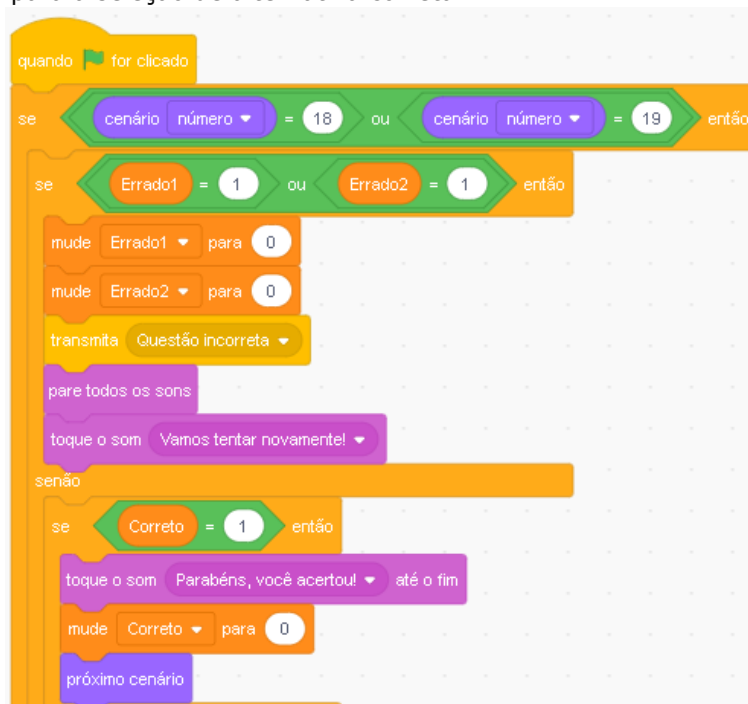 quando for clicado
se cenário número = 18 ou cenário número = 19 então
se Errado1 = 1 ou Errado2 = 1 então
mude Errado1 para 0
mude Errado2 para 0
transmita Questão incorreta
pare todos os sons
toque o som Vamos tentar novamente!
senão
se Correto = 1 então
toque o som Parabéns, você acertou! até o fim
mude Correto para 0
próximo cenário